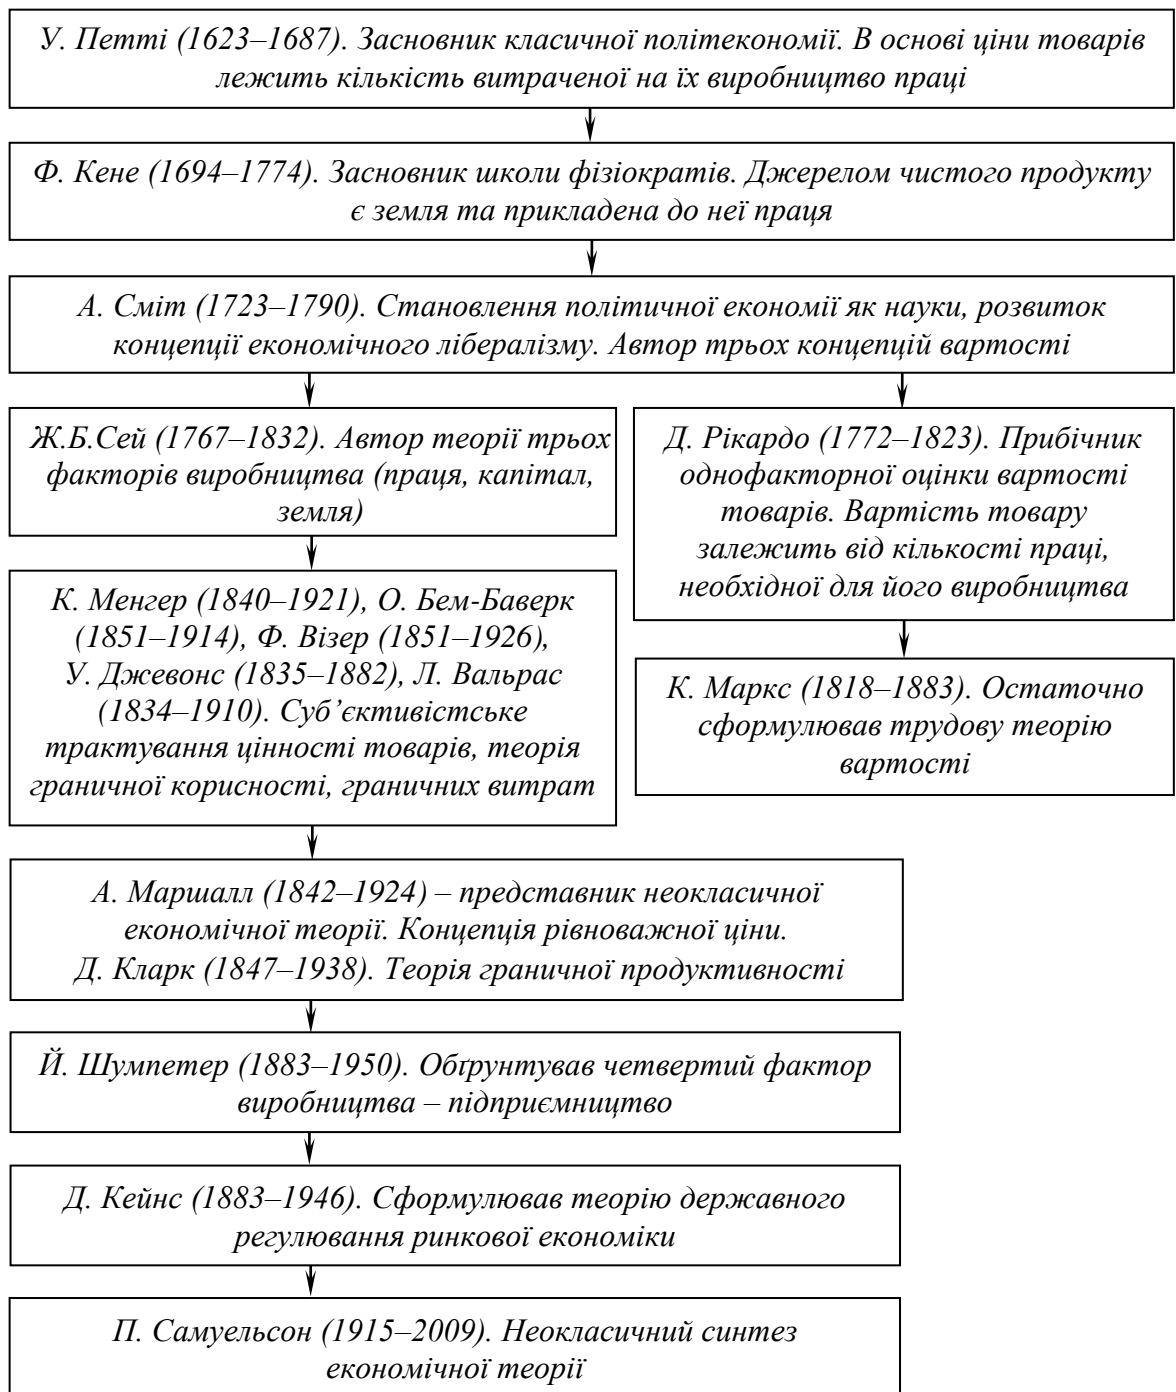 У. Петті (1623–1687). Засновник класичної політекономії. В основі ціни товарів
лежить кількість витраченої на їх виробництво праці
Ф. Кене (1694–1774). Засновник школи фізіократів. Джерелом чистого продукту
є земля та прикладена до неї праця
А. Сміт (1723–1790). Становлення політичної економії як науки, розвиток
концепції економічного лібералізму. Автор трьох концепцій вартості
Ж.Б.Сей (1767–1832). Автор теорії трьох
факторів виробництва (праця, капітал,
земля)
Д. Рікардо (1772–1823). Прибічник
однофакторної оцінки вартості
товарів. Вартість товару
залежить від кількості праці,
необхідної для його виробництва
К. Менгер (1840–1921), О. Бем-Баверк
(1851–1914), Ф. Візер (1851–1926),
У. Джевонс (1835–1882), Л. Вальрас
(1834–1910). Суб’єктивістське
трактування цінності товарів, теорія
граничної корисності, граничних витрат
К. Маркс (1818–1883). Остаточно
сформулював трудову теорію
вартості
А. Маршалл (1842–1924) – представник неокласичної
економічної теорії. Концепція рівноважної ціни.
Д. Кларк (1847–1938). Теорія граничної продуктивності
Й. Шумпетер (1883–1950). Обґрунтував четвертий фактор
виробництва – підприємництво
Д. Кейнс (1883–1946). Сформулював теорію державного
регулювання ринкової економіки
П. Самуельсон (1915–2009). Неокласичний синтез
економічної теорії